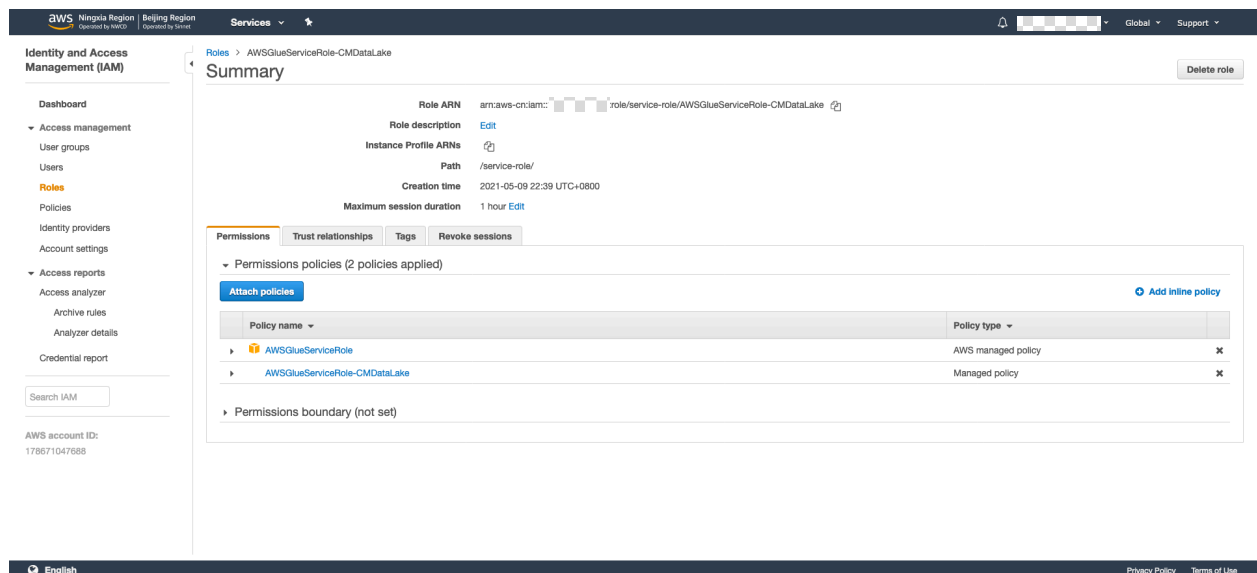 aws Ningxia Region | Beijing Region
Operated by NWCD | Operated by Sinnet
Services
Global
Support
Identity and Access
Management (IAM)
Dashboard
Access management
User groups
Users
Roles
Policies
Identity providers
Account settings
Access reports
Access analyzer
Archive rules
Analyzer details
Credential report
Search IAM
AWS account ID:
178671047688
Roles > AWSGlueServiceRole-CMDataLake
Summary
Delete role
Role ARN arn:aws-cn:iam:: :role/service-role/AWSGlueServiceRole-CMDataLake
Role description Edit
Instance Profile ARNs
Path /service-role/
Creation time 2021-05-09 22:39 UTC+0800
Maximum session duration 1 hour Edit
Permissions Trust relationships Tags Revoke sessions
Permissions policies (2 policies applied)
Attach policies
Add inline policy
Policy name Policy type
AWSGlueServiceRole AWS managed policy
AWSGlueServiceRole-CMDataLake Managed policy
Permissions boundary (not set)
English
Privacy Policy Terms of Use